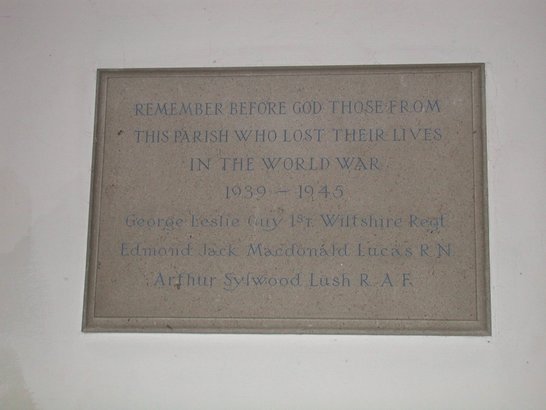 REMEMBER BEFORE GOD THOSE FROM
THIS PARISH WHO LOST THEIR LIVES
IN THE WORLD WAR
1939 – 1945
George Leslie Guy 1st. Wiltshire Regt.
Edmond Jack Macdonald Lucas R.N.
Arthur Sylwood Lush R.A.F.